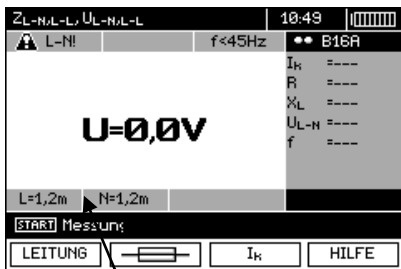 ZL-N,L-L, UL-N,L-L 10:49
L-N! f<45Hz B16A
IK =---
R =---
XL =---
UL-N =---
f =---
U=0,0V
L=1,2m N=1,2m
START Messung
LEITUNG IK HILFE